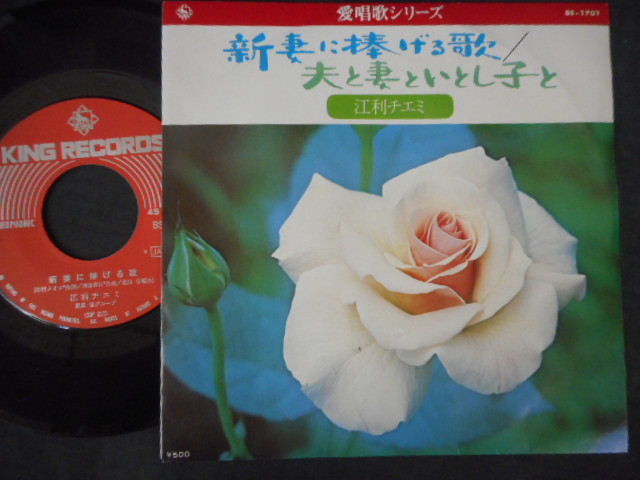 愛唱歌シリーズ
BS-1701
新妻に捧げる歌/
夫と妻といとし子と
江利チエミ
¥500
KING RECORDS
45
新妻に捧げる歌
江利チエミ